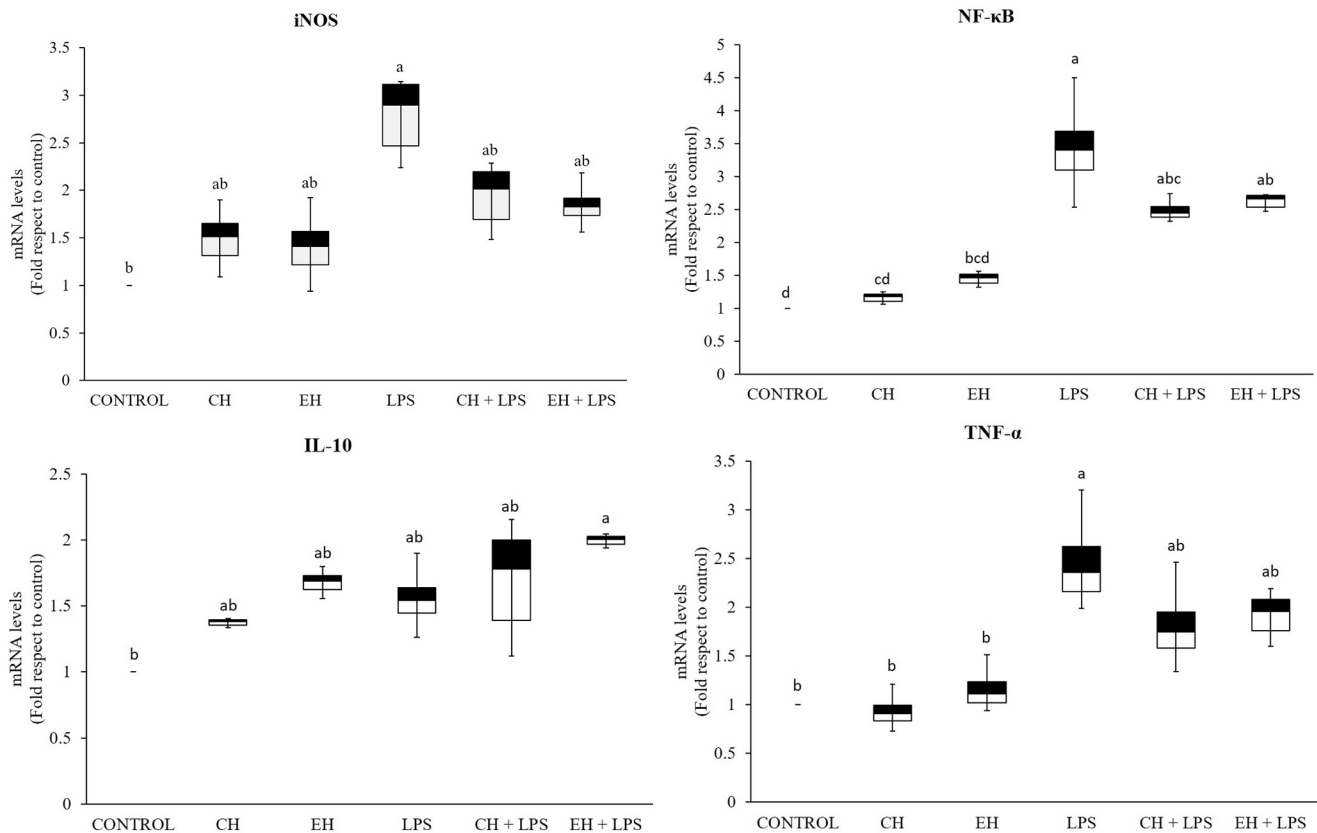 iNOS
mRNA levels
(Fold respect to control)
3.5
3
2.5
2
1.5
1
0.5
0
b
ab
ab
a
ab
ab
CONTROL
CH
EH
LPS
CH + LPS
EH + LPS
NF-κB
mRNA levels
(Fold respect to control)
5
4.5
4
3.5
3
2.5
2
1.5
1
0.5
0
d
cd
bcd
a
abc
ab
CONTROL
CH
EH
LPS
CH + LPS
EH + LPS
IL-10
mRNA levels
(Fold respect to control)
2.5
2
1.5
1
0.5
0
b
ab
ab
ab
ab
a
CONTROL
CH
EH
LPS
CH + LPS
EH + LPS
TNF-α
mRNA levels
(Fold respect to control)
3.5
3
2.5
2
1.5
1
0.5
0
b
b
b
a
ab
ab
CONTROL
CH
EH
LPS
CH + LPS
EH + LPS